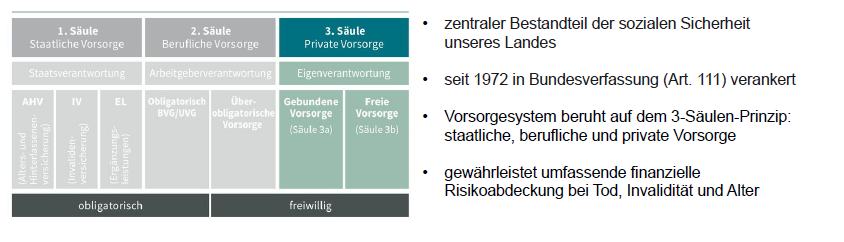 1. Säule
Staatliche Vorsorge
2. Säule
Berufliche Vorsorge
3. Säule
Private Vorsorge
Staatsverantwortung
Arbeitgeberverantwortung
Eigenverantwortung
AHV
(Alters- und
Hinterlassenen-
versicherung)
IV
(Invaliden-
versicherung)
EL
(Ergänzungs-
leistungen)
Obligatorisch
BVG/UVG
Über-
obligatorische
Vorsorge
Gebundene
Vorsorge
(Säule 3a)
Freie
Vorsorge
(Säule 3b)
obligatorisch
freiwillig
• zentraler Bestandteil der sozialen Sicherheit
unseres Landes
• seit 1972 in Bundesverfassung (Art. 111) verankert
• Vorsorgesystem beruht auf dem 3-Säulen-Prinzip:
staatliche, berufliche und private Vorsorge
• gewährleistet umfassende finanzielle
Risikoabdeckung bei Tod, Invalidität und Alter